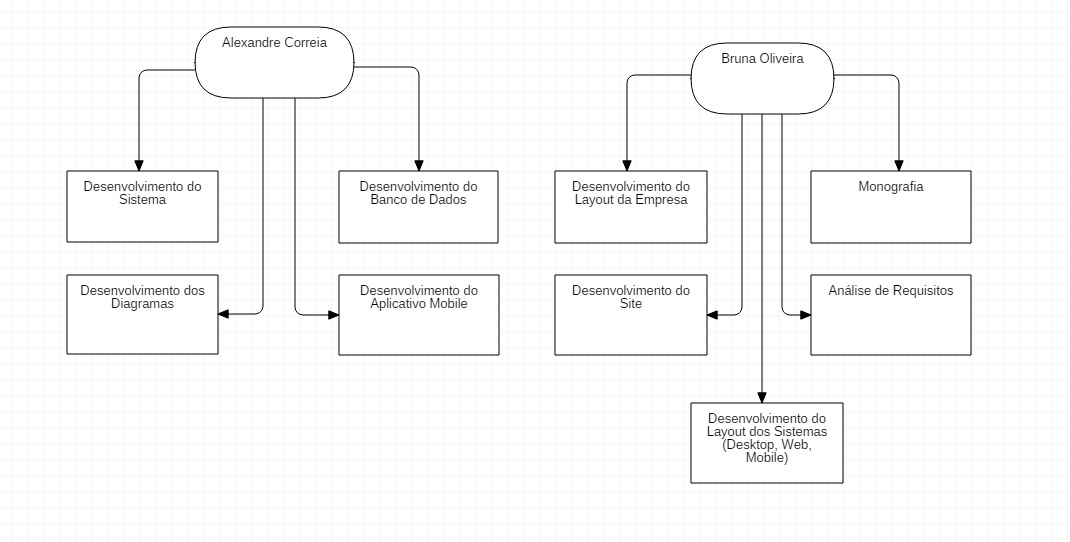 Alexandre Correia
Desenvolvimento do
Sistema
Desenvolvimento do
Banco de Dados
Desenvolvimento dos
Diagramas
Desenvolvimento do
Aplicativo Mobile
Bruna Oliveira
Desenvolvimento do
Layout da Empresa
Monografia
Desenvolvimento do
Site
Análise de Requisitos
Desenvolvimento do
Layout dos Sistemas
(Desktop, Web,
Mobile)